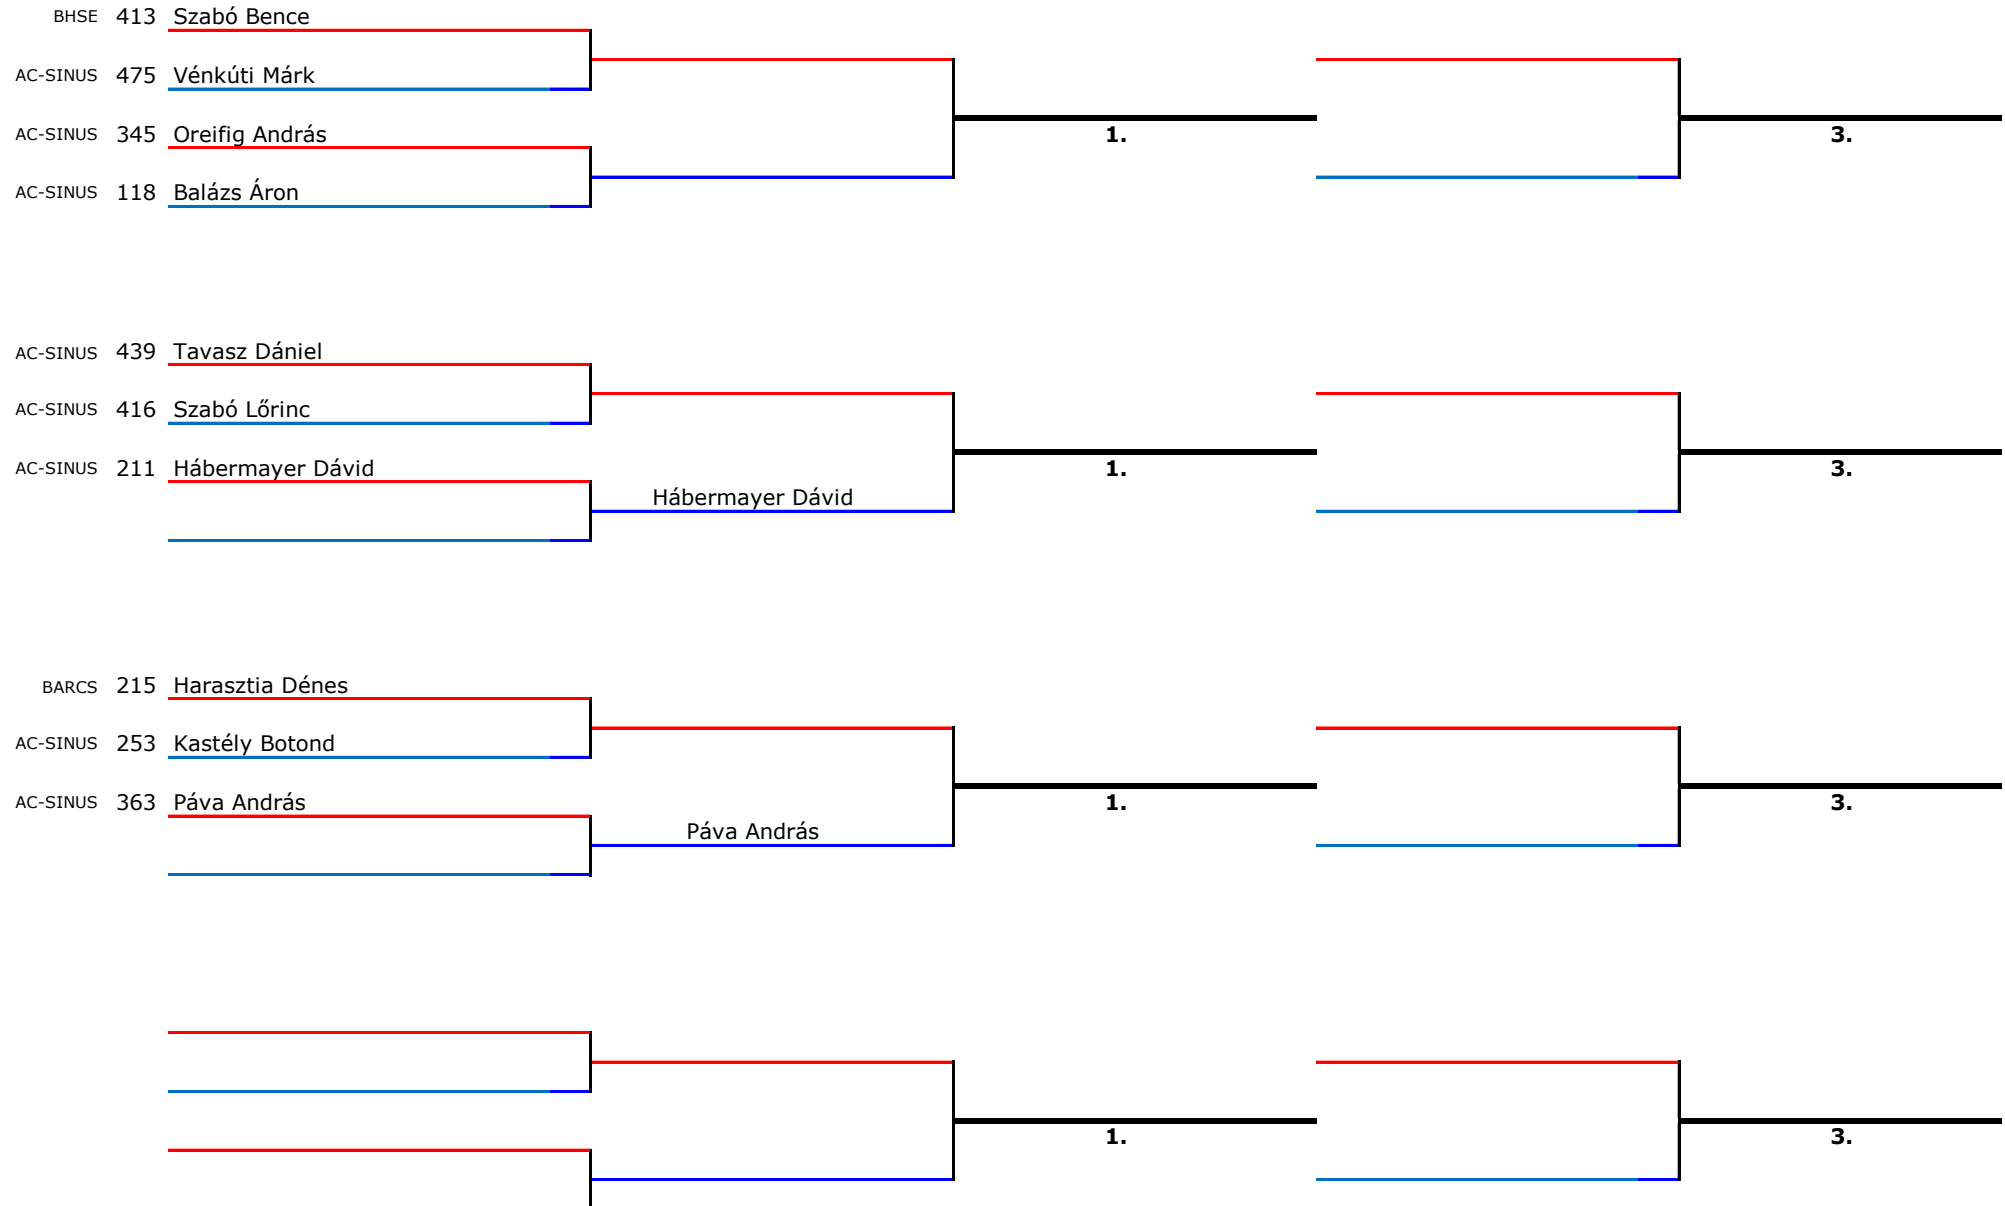 BHSE 413 Szabó Bence
AC-SINUS 475 Vénkúti Márk
1. 3.
AC-SINUS 345 Oreifig András
AC-SINUS 118 Balázs Áron
AC-SINUS 439 Tavasz Dániel
AC-SINUS 416 Szabó Lőrinc
AC-SINUS 211 Hábermayer Dávid 1. 3.
Hábermayer Dávid
BARCS 215 Harasztia Dénes
AC-SINUS 253 Kastély Botond
AC-SINUS 363 Páva András 1. 3.
Páva András
1. 3.